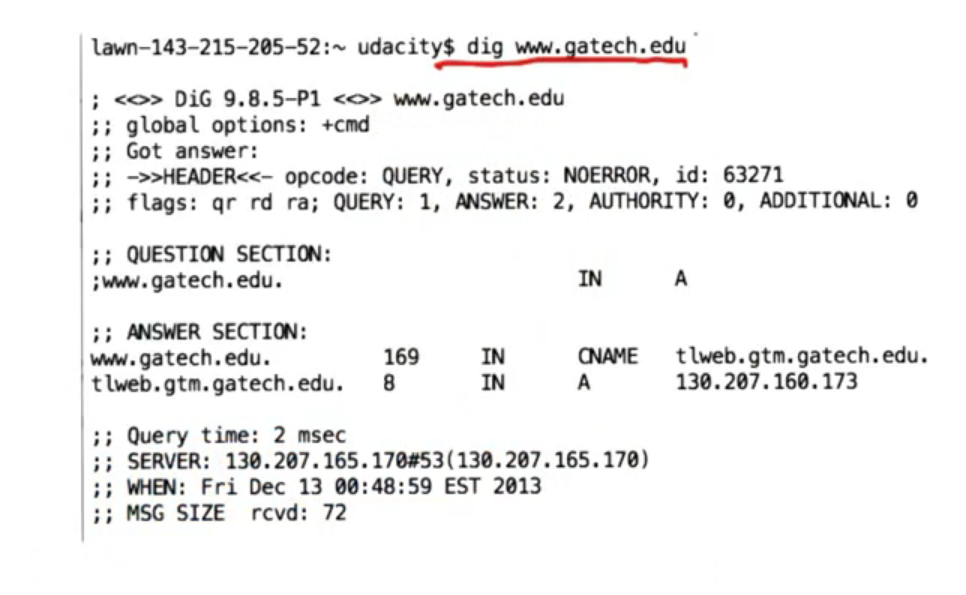 lawn-143-215-205-52:~ udacity$ dig www.gatech.edu
; <<>> DiG 9.8.5-P1 <<>> www.gatech.edu
;; global options: +cmd
;; Got answer:
;; ->>HEADER<<- opcode: QUERY, status: NOERROR, id: 63271
;; flags: qr rd ra; QUERY: 1, ANSWER: 2, AUTHORITY: 0, ADDITIONAL: 0
;; QUESTION SECTION:
;www.gatech.edu. IN A
;; ANSWER SECTION:
www.gatech.edu. 169 IN CNAME tlweb.gtm.gatech.edu.
tlweb.gtm.gatech.edu. 8 IN A 130.207.160.173
;; Query time: 2 msec
;; SERVER: 130.207.165.170#53(130.207.165.170)
;; WHEN: Fri Dec 13 00:48:59 EST 2013
;; MSG SIZE rcvd: 72